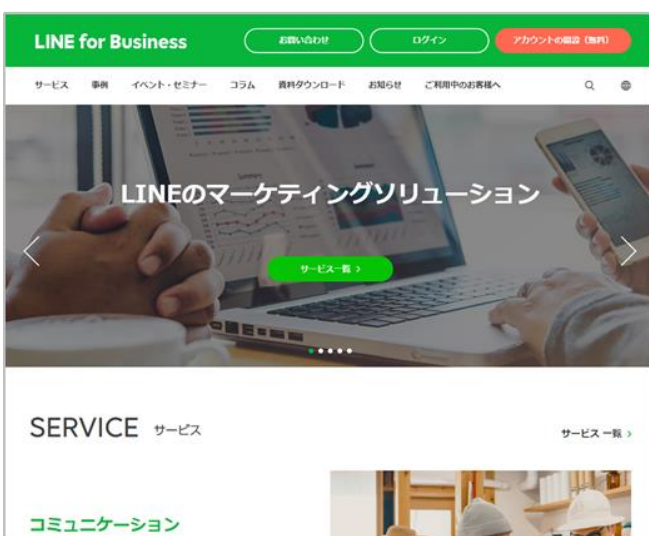 LINE for Business
お問い合わせ
ログイン
アカウントの開設（無料）
サービス
事例
イベント・セミナー
コラム
資料ダウンロード
お知らせ
ご利用中のお客様へ
LINEのマーケティングソリューション
サービス一覧 >
SERVICE サービス
サービス 一覧 >
コミュニケーション